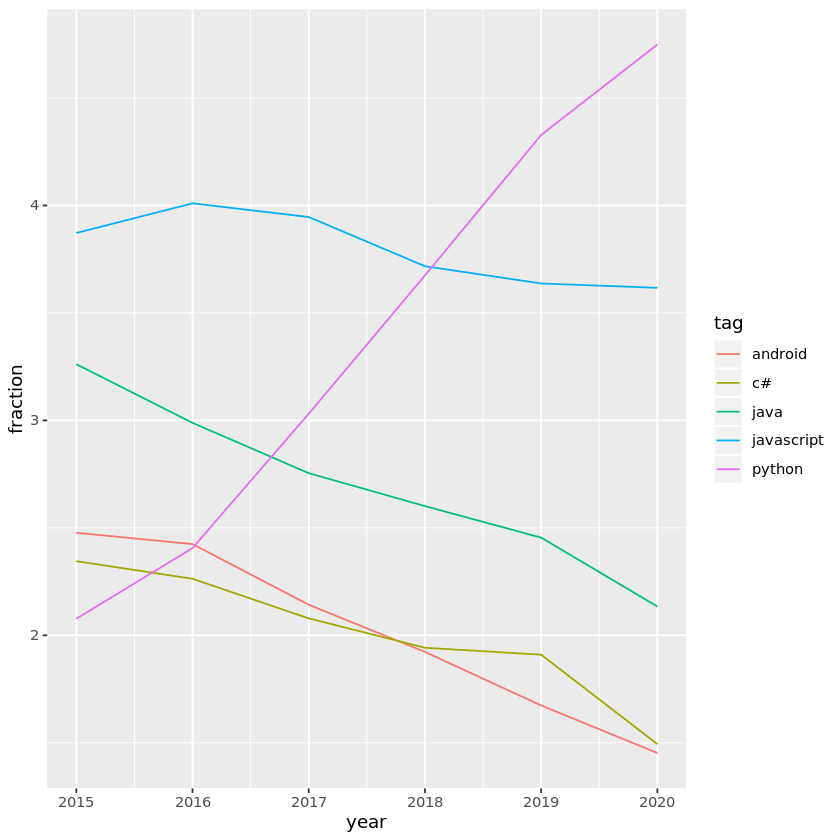 fraction
4
3
2
2015 2016 2017 2018 2019 2020
year
tag
android
c#
java
javascript
python